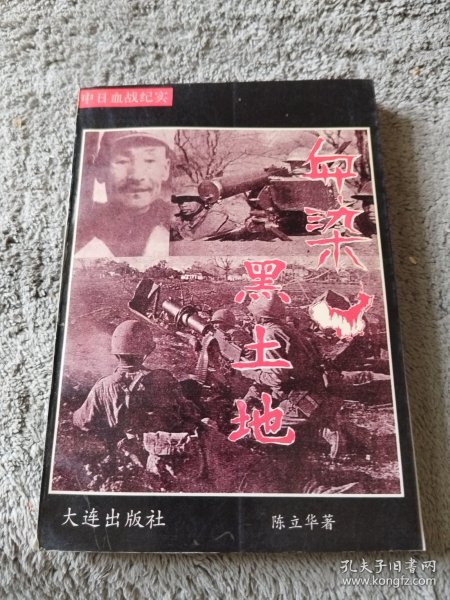 中日血战纪实
血染
黑土地
大连出版社
陈立华著
孔夫子旧书网
www.kongfz.com